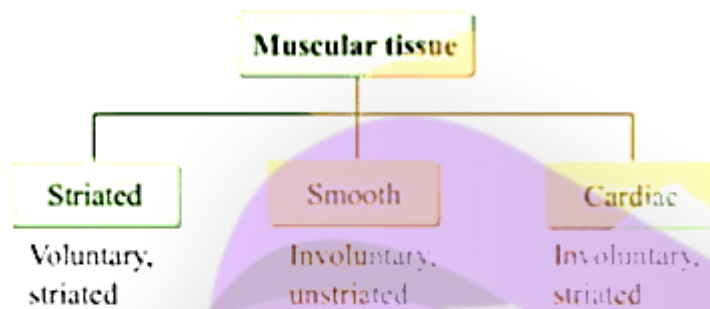 Muscular tissue
Striated
Smooth
Cardiac
Voluntary,
striated
Involuntary,
unstriated
Involuntary,
striated